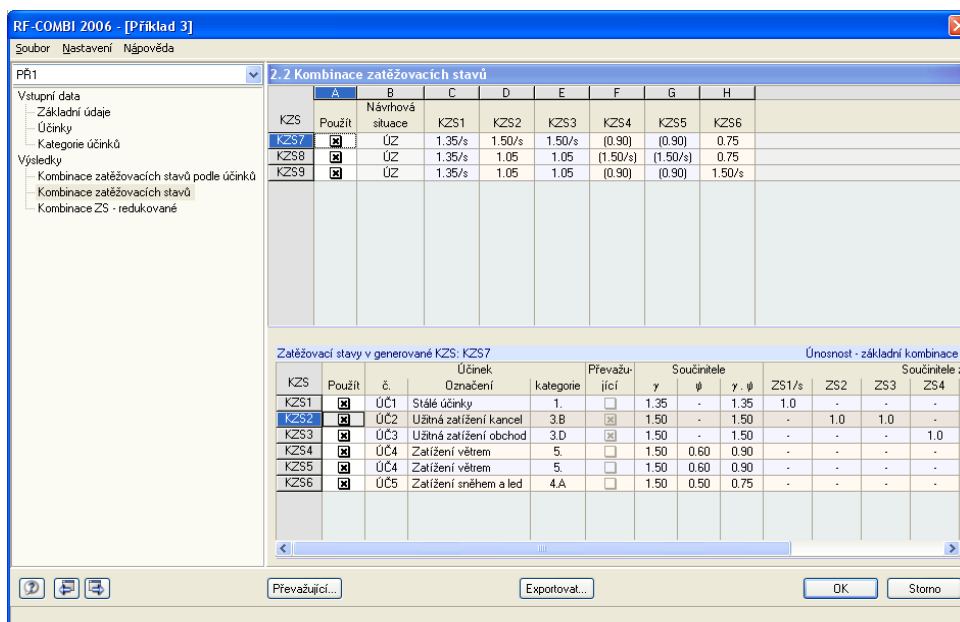 RF-COMBI 2006 - [Příklad 3]
Soubor Nastavení Nápověda
PŘ1
Vstupní data
Základní údaje
Účinky
Kategorie účinků
Výsledky
Kombinace zatěžovacích stavů podle účinků
Kombinace zatěžovacích stavů
Kombinace ZS - redukované
2.2 Kombinace zatěžovacích stavů
A B C D E F G H
Návrhová
KZS Použít situace KZS1 KZS2 KZS3 KZS4 KZS5 KZS6
KZS7 ÚZ 1.35/s 1.50/s 1.50/s (0.90) (0.90) 0.75
KZS8 ÚZ 1.35/s 1.05 1.05 (1.50/s) (1.50/s) 0.75
KZS9 ÚZ 1.35/s 1.05 1.05 (0.90) (0.90) 1.50/s
Zatěžovací stavy v generované KZS: KZS7 Únosnost - základní kombinace
Účinek Převažu- Součinitele Součinitele
KZS Použít č. Označení kategorie jící γ ψ γ . ψ ZS1/s ZS2 ZS3 ZS4
KZS1 ÚČ1 Stálé účinky 1. 1.35 - 1.35 1.0 - - -
KZS2 ÚČ2 Užitná zatížení kancel 3.B 1.50 - 1.50 - 1.0 1.0 -
KZS3 ÚČ3 Užitná zatížení obchod 3.D 1.50 - 1.50 - - - 1.0
KZS4 ÚČ4 Zatížení větrem 5. 1.50 0.60 0.90 - - - -
KZS5 ÚČ4 Zatížení větrem 5. 1.50 0.60 0.90 - - - -
KZS6 ÚČ5 Zatížení sněhem a led 4.A 1.50 0.50 0.75 - - - -
Převažující... Exportovat... OK Storno